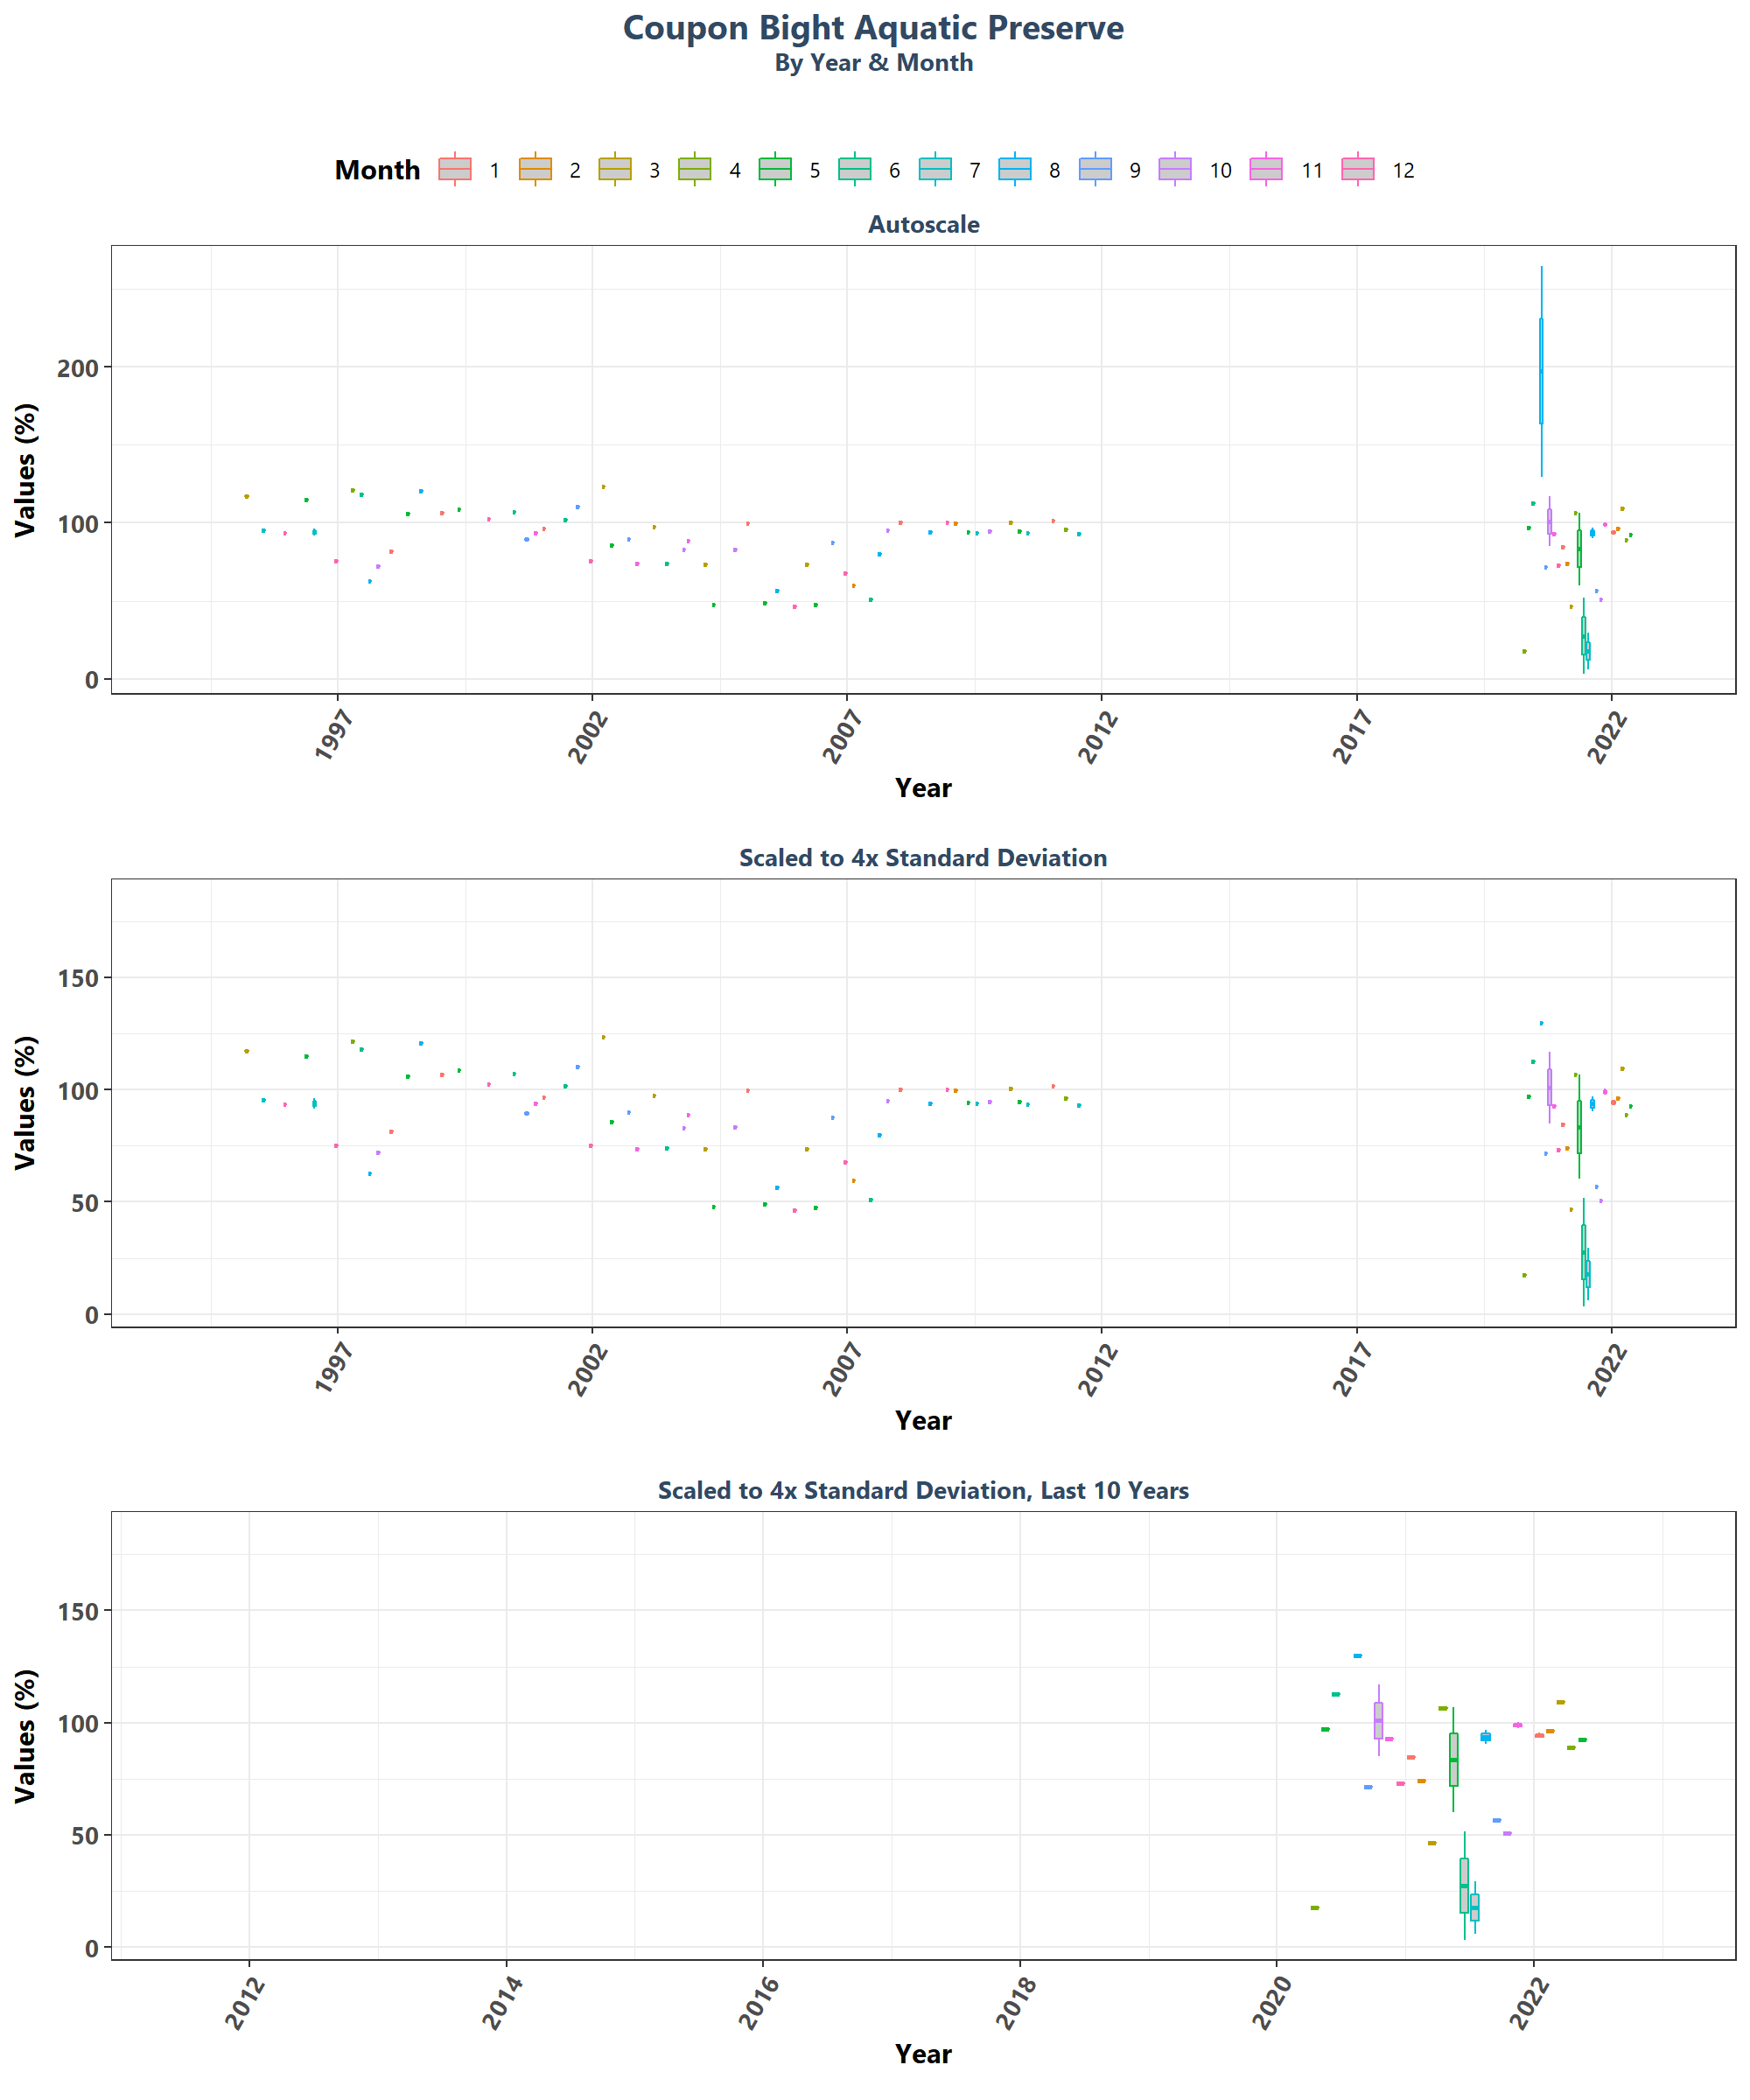 Coupon Bight Aquatic Preserve
By Year & Month
Month 1 2 3 4 5 6 7 8 9 10 11 12
Autoscale
Values (%)
200
100
0
1997 2002 2007 2012 2017 2022
Year
Scaled to 4x Standard Deviation
Values (%)
150
100
50
0
1997 2002 2007 2012 2017 2022
Year
Scaled to 4x Standard Deviation, Last 10 Years
Values (%)
150
100
50
0
2012 2014 2016 2018 2020 2022
Year